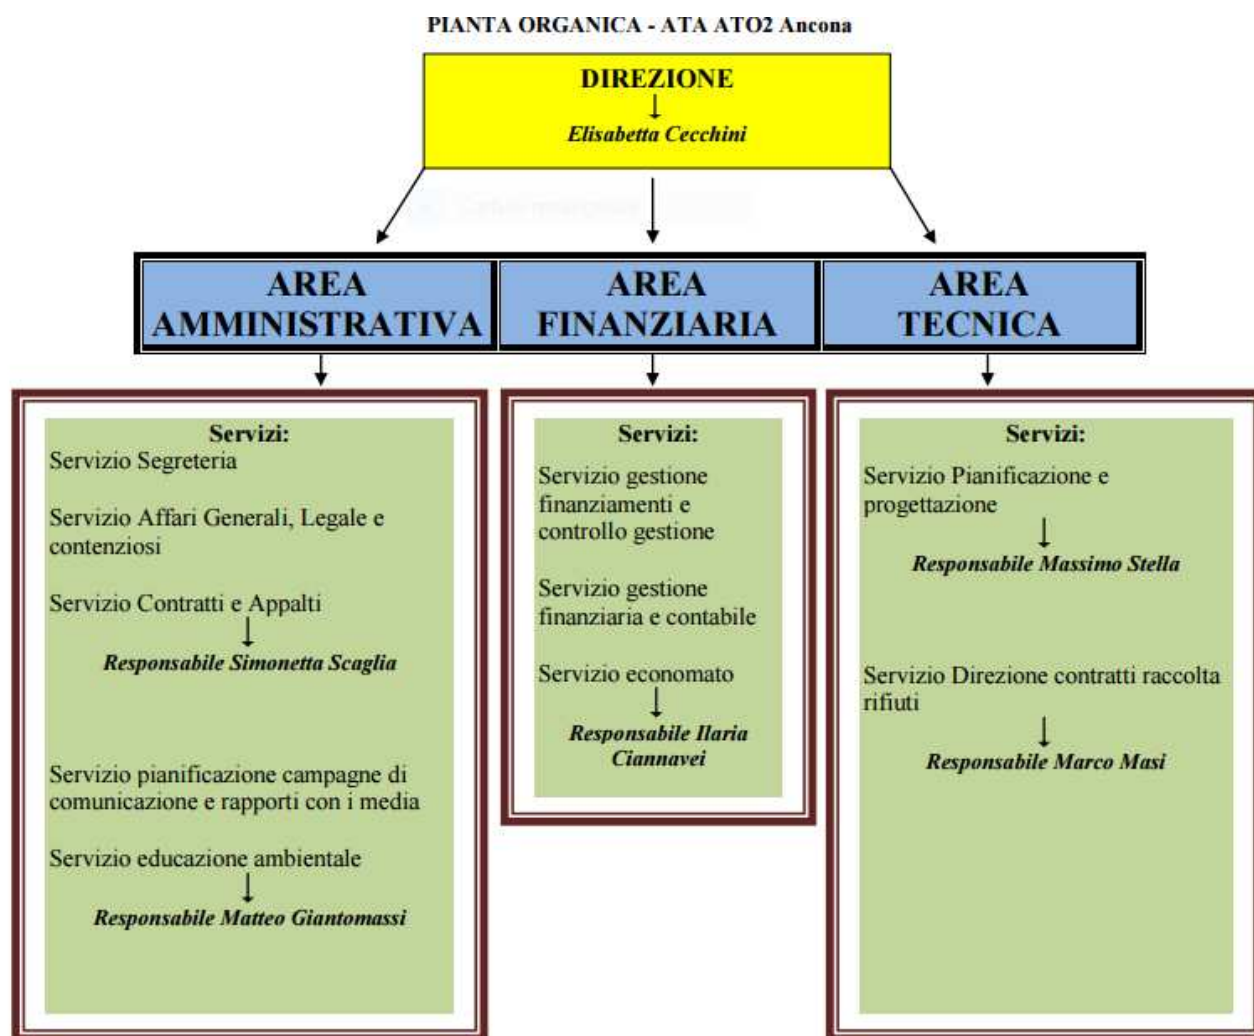 PIANTA ORGANICA - ATA ATO2 Ancona
DIREZIONE
Elisabetta Cecchini
AREA
AMMINISTRATIVA
AREA
FINANZIARIA
AREA
TECNICA
Servizi:
Servizio Segreteria
Servizio Affari Generali, Legale e
contenziosi
Servizio Contratti e Appalti
Responsabile Simonetta Scaglia
Servizio pianificazione campagne di
comunicazione e rapporti con i media
Servizio educazione ambientale
Responsabile Matteo Giantomassi
Servizi:
Servizio gestione
finanziamenti e
controllo gestione
Servizio gestione
finanziaria e contabile
Servizio economato
Responsabile Ilaria
Ciannavei
Servizi:
Servizio Pianificazione e
progettazione
Responsabile Massimo Stella
Servizio Direzione contratti raccolta
rifiuti
Responsabile Marco Masi